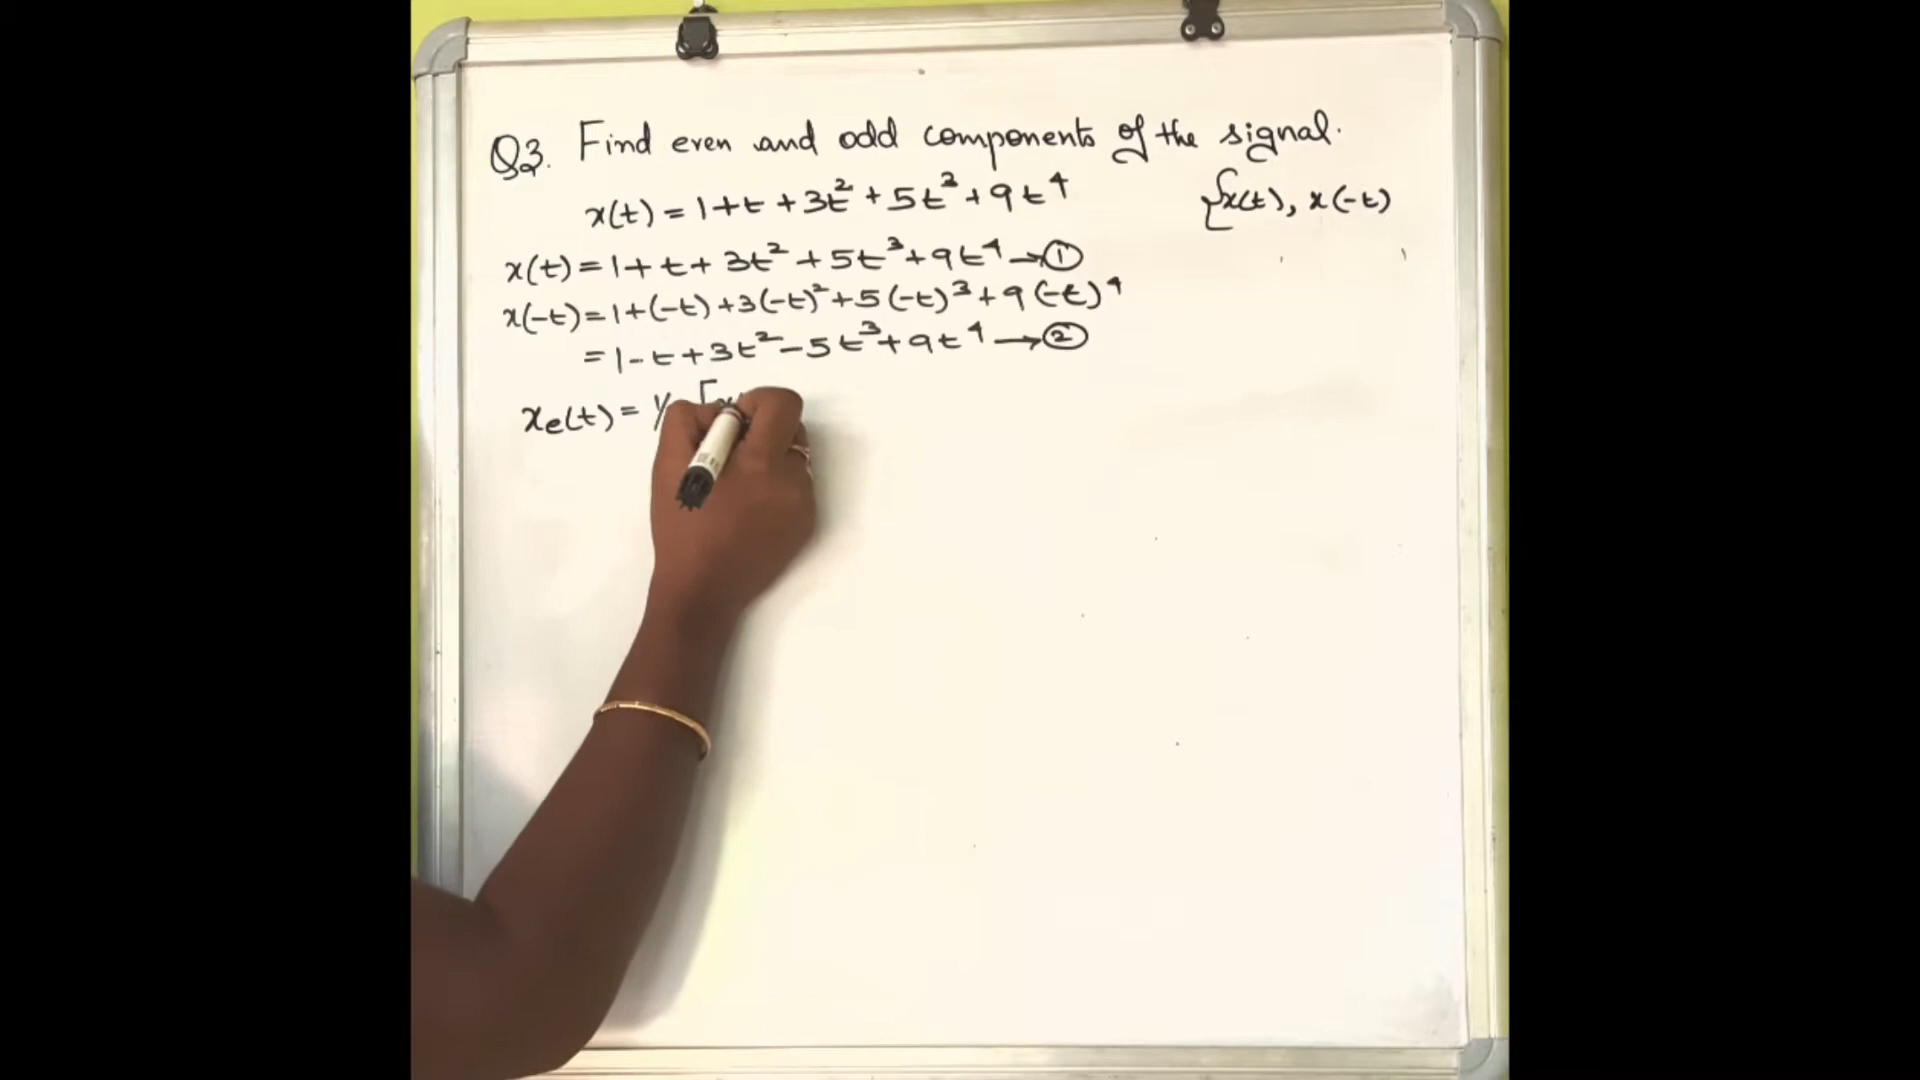 Q3. Find even and odd components of the signal.
x(t) = 1+t+3t²+5t³+9t⁴
{x(t), x(-t)
x(t) = 1+t+3t²+5t³+9t⁴ → ①
x(-t) = 1+(-t)+3(-t)²+5(-t)³+9(-t)⁴
= 1-t+3t²-5t³+9t⁴ → ②
xₑ(t) = 1/ [x